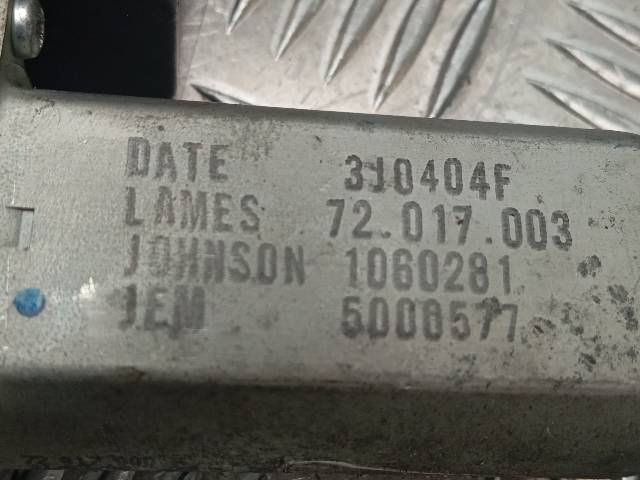 DATE 310404F
LAMES 72.017.003
JOHNSON 1060281
JEM 5008577